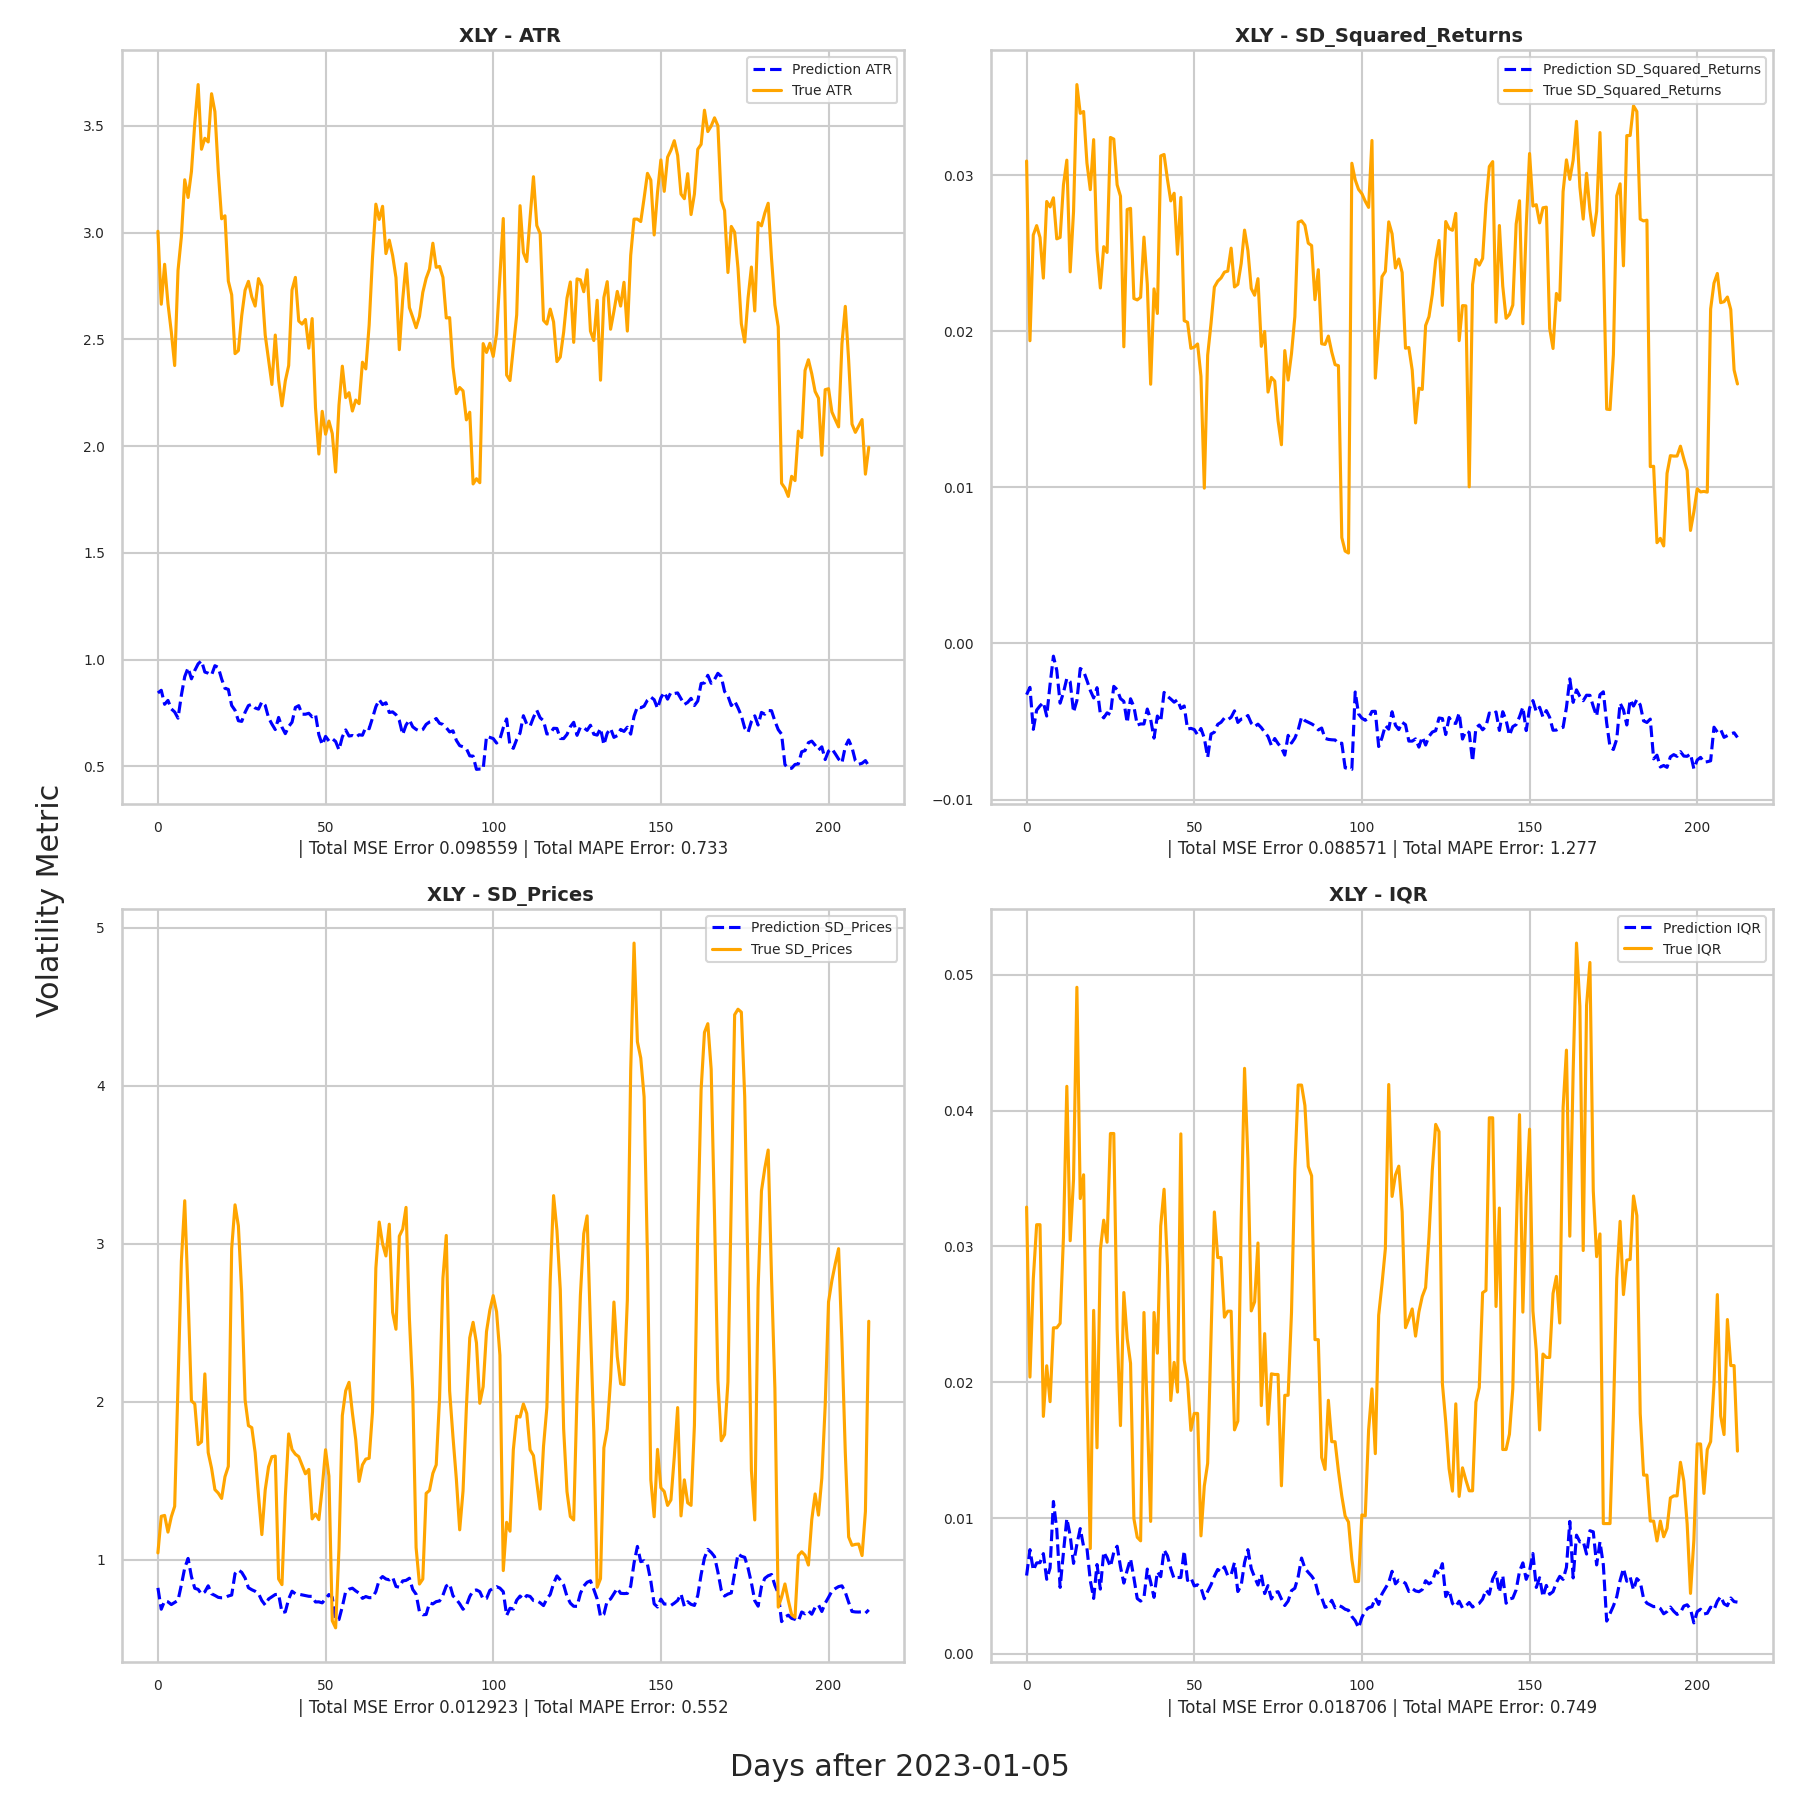 XLY - ATR
Prediction ATR
True ATR
3.5
3.0
2.5
2.0
1.5
1.0
0.5
0
50
100
150
200
| Total MSE Error 0.098559 | Total MAPE Error: 0.733
XLY - SD_Squared_Returns
Prediction SD_Squared_Returns
True SD_Squared_Returns
0.03
0.02
0.01
0.00
−0.01
0
50
100
150
200
| Total MSE Error 0.088571 | Total MAPE Error: 1.277
Volatility Metric
XLY - SD_Prices
Prediction SD_Prices
True SD_Prices
5
4
3
2
1
0
50
100
150
200
| Total MSE Error 0.012923 | Total MAPE Error: 0.552
XLY - IQR
Prediction IQR
True IQR
0.05
0.04
0.03
0.02
0.01
0.00
0
50
100
150
200
| Total MSE Error 0.018706 | Total MAPE Error: 0.749
Days after 2023-01-05